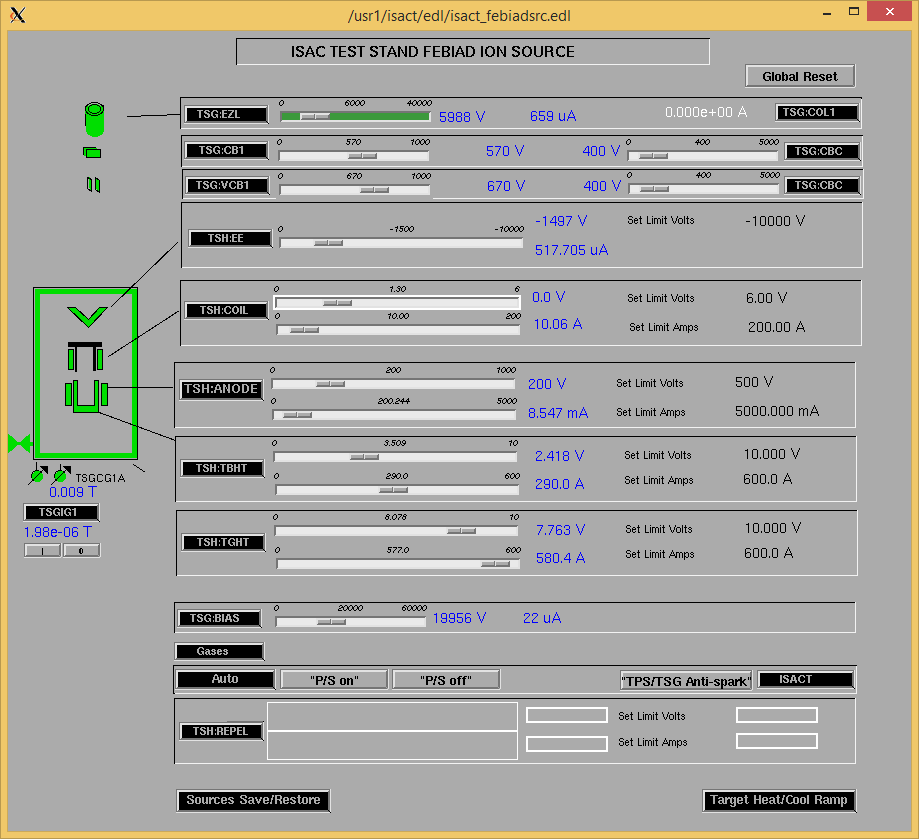 /usr1/isact/edl/isact_febiadsrc.edl
ISAC TEST STAND FEBIAD ION SOURCE
Global Reset
TSG:EZL 0 6000 40000 5988 V 659 uA 0.000e+00 A TSG:COL1
TSG:CB1 0 570 1000 570 V 400 V 0 400 5000 TSG:CBC
TSG:VCB1 0 670 1000 670 V 400 V 0 400 5000 TSG:CBC
TSH:EE 0 -1500 -10000 -1497 V Set Limit Volts -10000 V
517.705 uA
TSH:COIL 0 1.30 6 0.0 V Set Limit Volts 6.00 V
0 10.00 200 10.06 A Set Limit Amps 200.00 A
TSH:ANODE 0 200 1000 200 V Set Limit Volts 500 V
0 200.244 5000 8.547 mA Set Limit Amps 5000.000 mA
TSH:TBHT 0 3.509 10 2.418 V Set Limit Volts 10.000 V
0 290.0 600 290.0 A Set Limit Amps 600.0 A
TSGCG1A
0.009 T
TSGIG1
1.98e-06 T
I 0
TSH:TGHT 0 6.078 10 7.763 V Set Limit Volts 10.000 V
0 577.0 600 580.4 A Set Limit Amps 600.0 A
TSG:BIAS 0 20000 60000 19956 V 22 uA
Gases
Auto "P/S on" "P/S off" "TPS/TSG Anti-spark" ISACT
TSH:REPEL Set Limit Volts
Set Limit Amps
Sources Save/Restore Target Heat/Cool Ramp